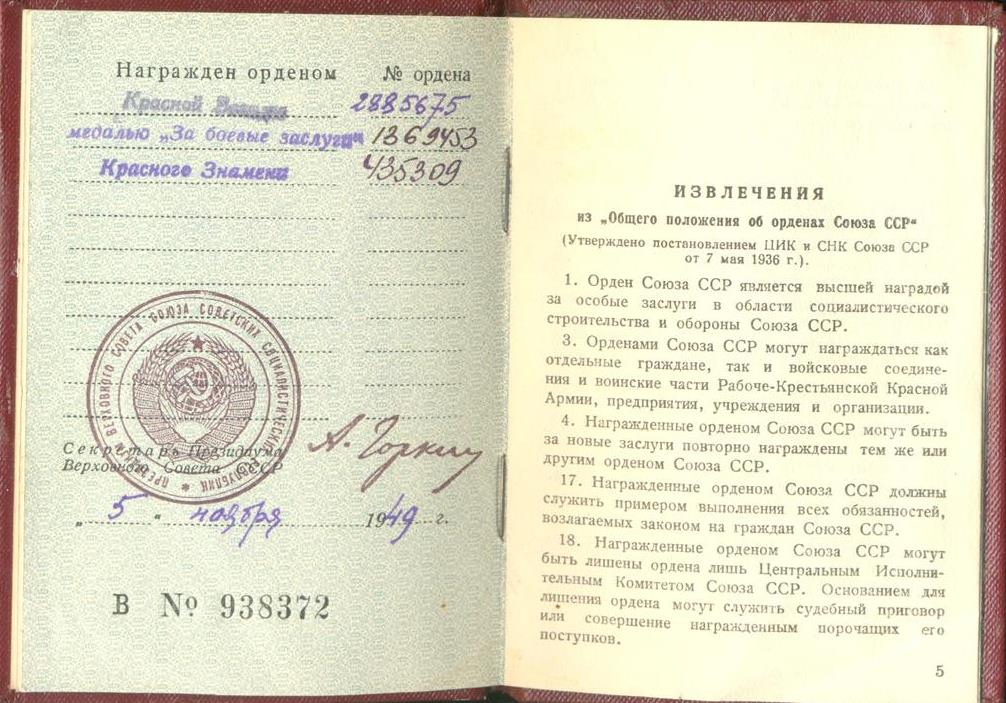 Награжден орденом № ордена
Красной Звезды 2885675
медалью „За боевые заслуги“ 1369453
Красного Знамени 435309
ПРЕЗИДИУМ ВЕРХОВНОГО СОВЕТА СОЮЗА СОВЕТСКИХ СОЦИАЛИСТИЧЕСКИХ РЕСПУБЛИК
Секретарь Президиума
Верховного Совета СССР
А. Горкин
„ 5 “ ноября 1949 г.
В № 938372
ИЗВЛЕЧЕНИЯ
из „Общего положения об орденах Союза ССР“
(Утверждено постановлением ЦИК и СНК Союза ССР
от 7 мая 1936 г.).
1. Орден Союза ССР является высшей наградой
за особые заслуги в области социалистического
строительства и обороны Союза ССР.
3. Орденами Союза ССР могут награждаться как
отдельные граждане, так и войсковые соедине-
ния и воинские части Рабоче-Крестьянской Красной
Армии, предприятия, учреждения и организации.
4. Награжденные орденом Союза ССР могут быть
за новые заслуги повторно награждены тем же или
другим орденом Союза ССР.
17. Награжденные орденом Союза ССР должны
служить примером выполнения всех обязанностей,
возлагаемых законом на граждан Союза ССР.
18. Награжденные орденом Союза ССР могут
быть лишены ордена лишь Центральным Исполни-
тельным Комитетом Союза ССР. Основанием для
лишения ордена могут служить судебный приговор
или совершение награжденным порочащих его
поступков.
5